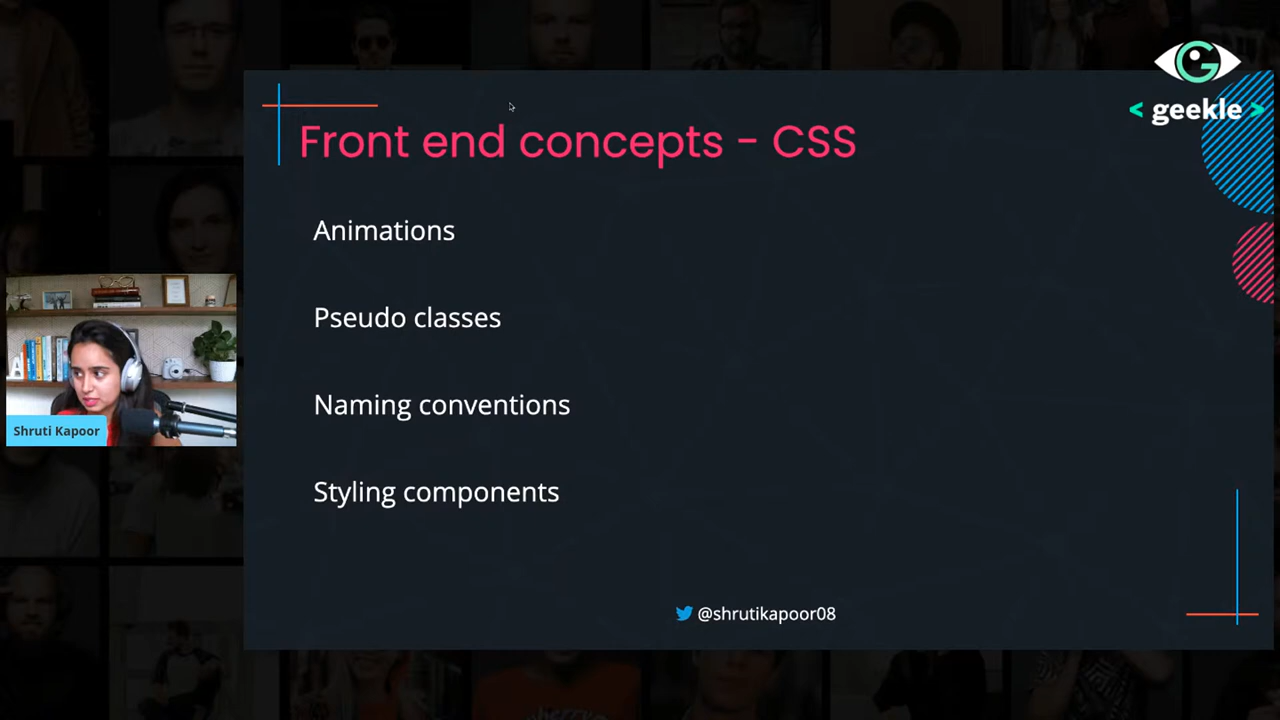 < geekle >
Front end concepts - CSS
Animations
Pseudo classes
Naming conventions
Styling components
Shruti Kapoor
@shrutikapoor08